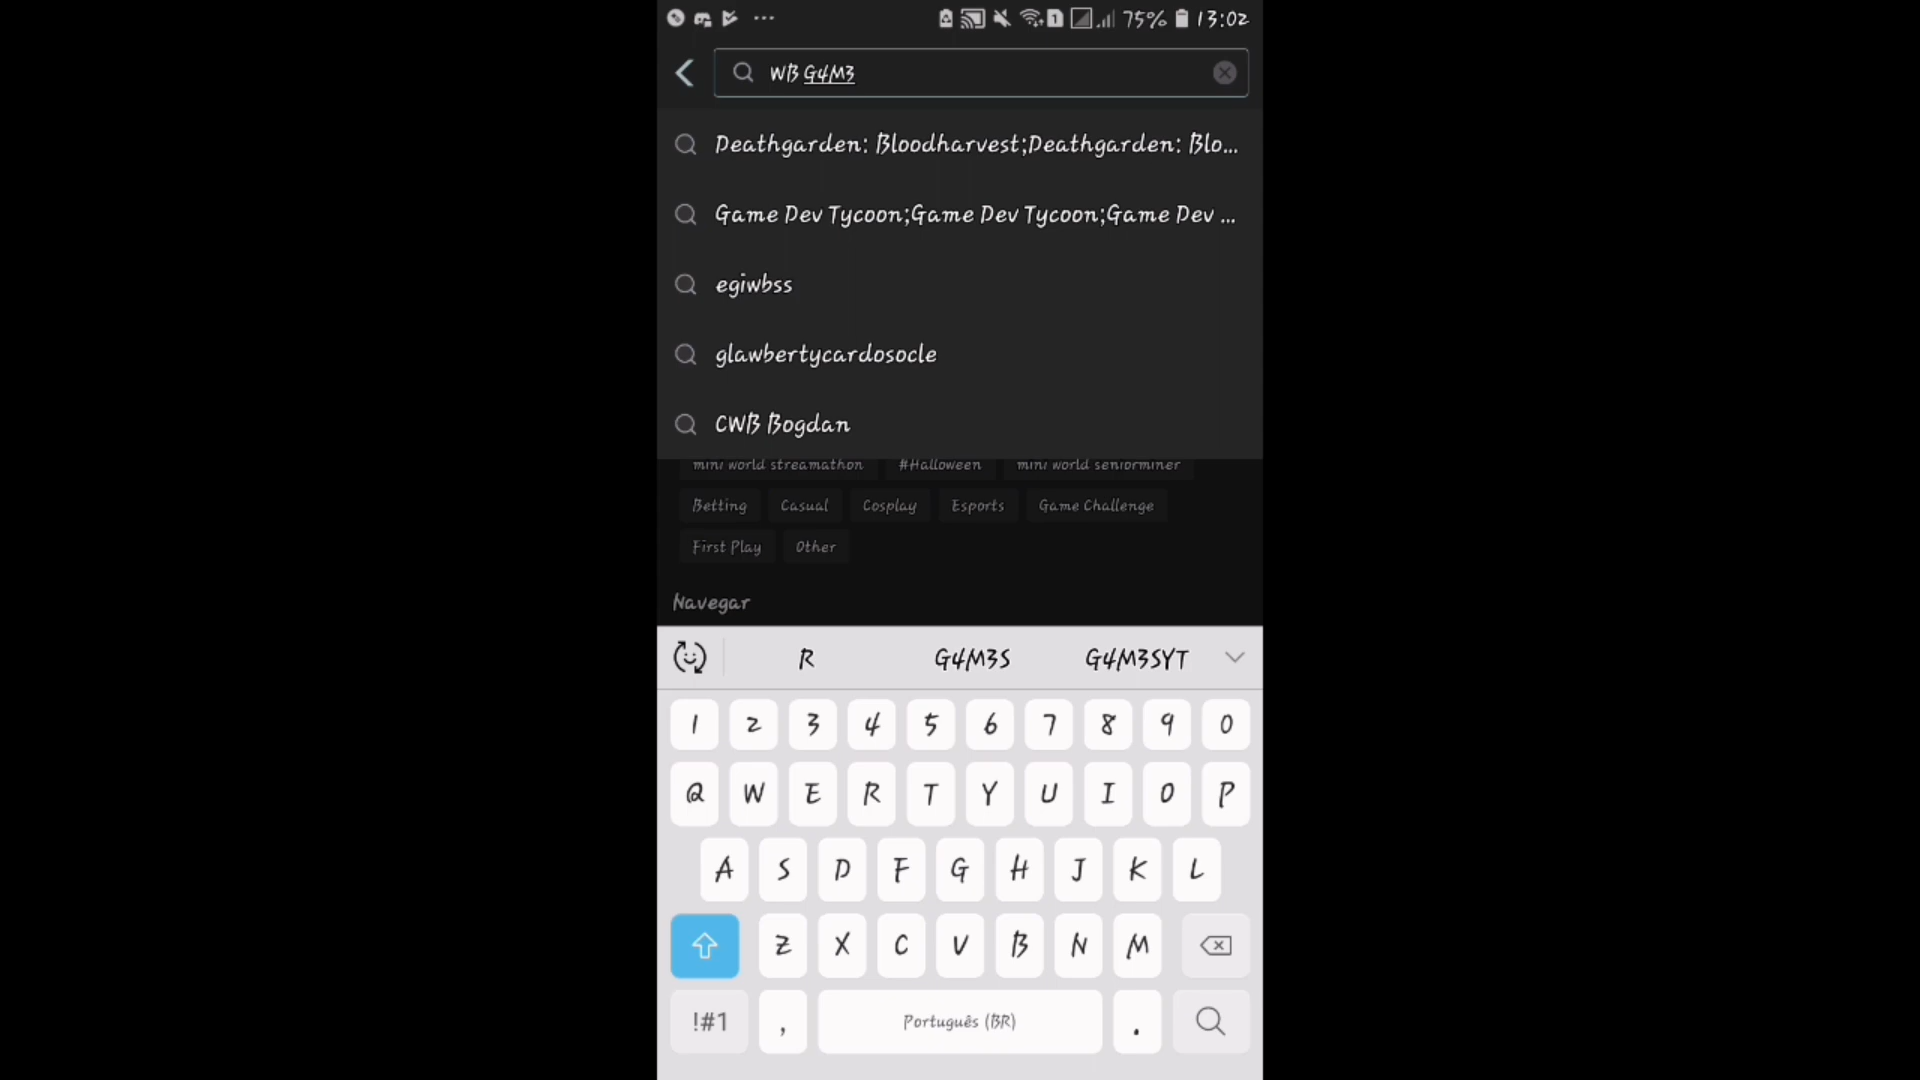 75% 13:02
WB G4M3
Deathgarden: Bloodharvest;Deathgarden: Blo...
Game Dev Tycoon;Game Dev Tycoon;Game Dev ...
egiwbss
glawbertycardosocle
CWB Bogdan
mini world streamathon #Halloween mini world seniorminer
Betting Casual Cosplay Esports Game Challenge
First Play Other
Navegar
R G4M3S G4M3SYT
1 2 3 4 5 6 7 8 9 0
Q W E R T Y U I O P
A S D F G H J K L
Z X C V B N M
!#1 , Português (BR) .